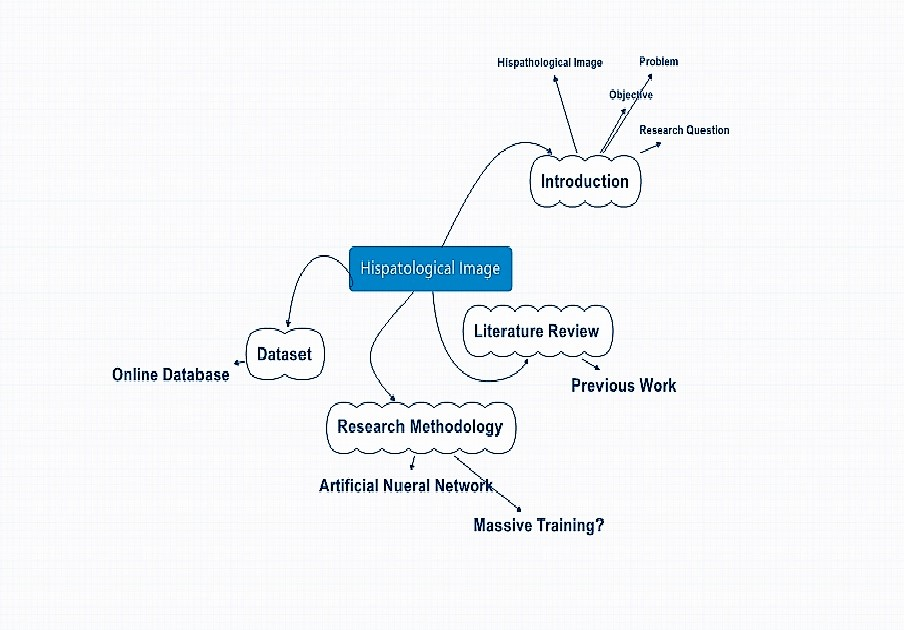 Hispathological Image
Problem
Objective
Research Question
Introduction
Hispatological Image
Literature Review
Dataset
Online Database
Previous Work
Research Methodology
Artificial Nueral Network
Massive Training?